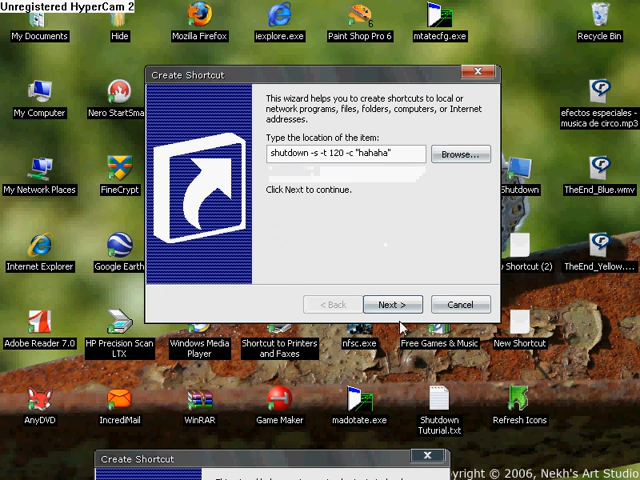 Unregistered HyperCam 2
My Documents
Hide
Mozilla Firefox
iexplore.exe
Paint Shop Pro 6
mtatecfg.exe
Recycle Bin
Create Shortcut
This wizard helps you to create shortcuts to local or
network programs, files, folders, computers, or Internet
addresses.
Type the location of the item:
shutdown -s -t 120 -c "hahaha"
Browse...
Click Next to continue.
< Back
Next >
Cancel
My Computer
Nero StartSma
efectos especiales -
musica de circo.mp3
My Network Places
FineCrypt
Shutdown
TheEnd_Blue.wmv
Internet Explorer
Google Earth
Shortcut (2)
TheEnd_Yellow....
Adobe Reader 7.0
HP Precision Scan
LTX
Windows Media
Player
Shortcut to Printers
and Faxes
nfsc.exe
Free Games & Music
New Shortcut
AnyDVD
IncrediMail
WinRAR
Game Maker
madotate.exe
Shutdown
Tuturial.txt
Refresh Icons
Create Shortcut
yright © 2006, Nekh's Art Studio